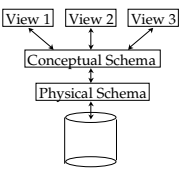 View 1 View 2 View 3
Conceptual Schema
Physical Schema